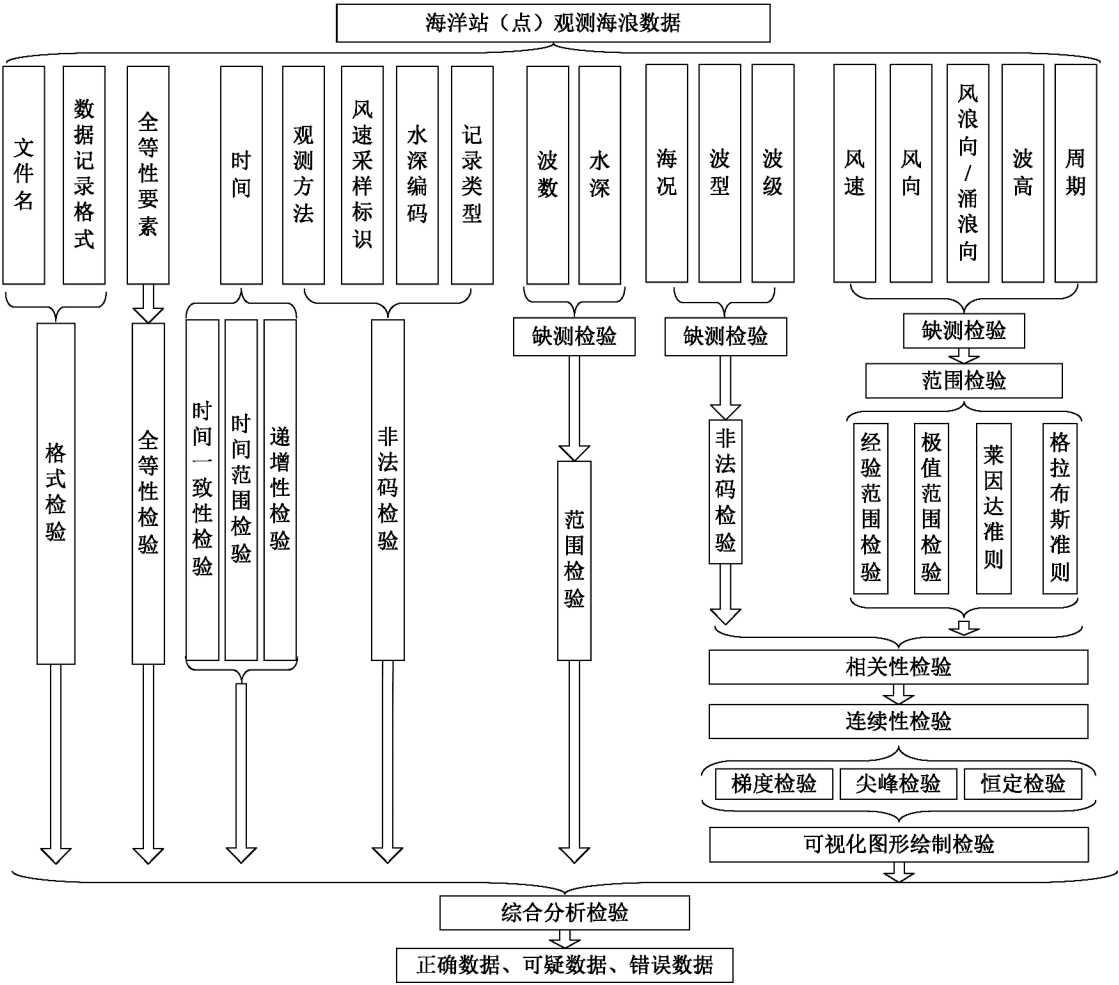 海洋站（点）观测海浪数据
文件名
数据记录格式
全等性要素
时间
观测方法
风速采样标识
水深编码
记录类型
波数
水深
海况
波型
波级
风速
风向
风浪向/涌浪向
波高
周期
缺测检验
缺测检验
缺测检验
范围检验
格式检验
全等性检验
时间一致性检验
时间范围检验
递增性检验
非法码检验
范围检验
非法码检验
经验范围检验
极值范围检验
莱因达准则
格拉布斯准则
相关性检验
连续性检验
梯度检验
尖峰检验
恒定检验
可视化图形绘制检验
综合分析检验
正确数据、可疑数据、错误数据